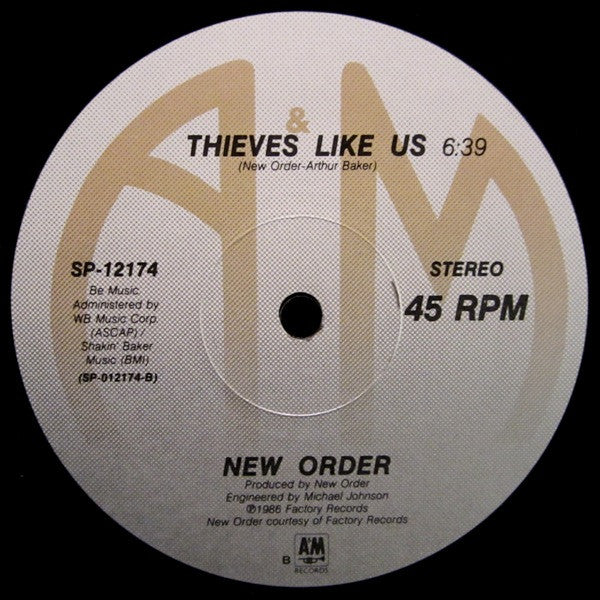 A&M
THIEVES LIKE US 6:39
(New Order-Arthur Baker)
SP-12174
Be Music
Administered by
WB Music Corp.
(ASCAP) /
Shakin' Baker
Music (BMI)
(SP-012174-B)
STEREO
45 RPM
NEW ORDER
Produced by New Order
Engineered by Michael Johnson
℗1986 Factory Records
New Order courtesy of Factory Records
B
A&M
RECORDS